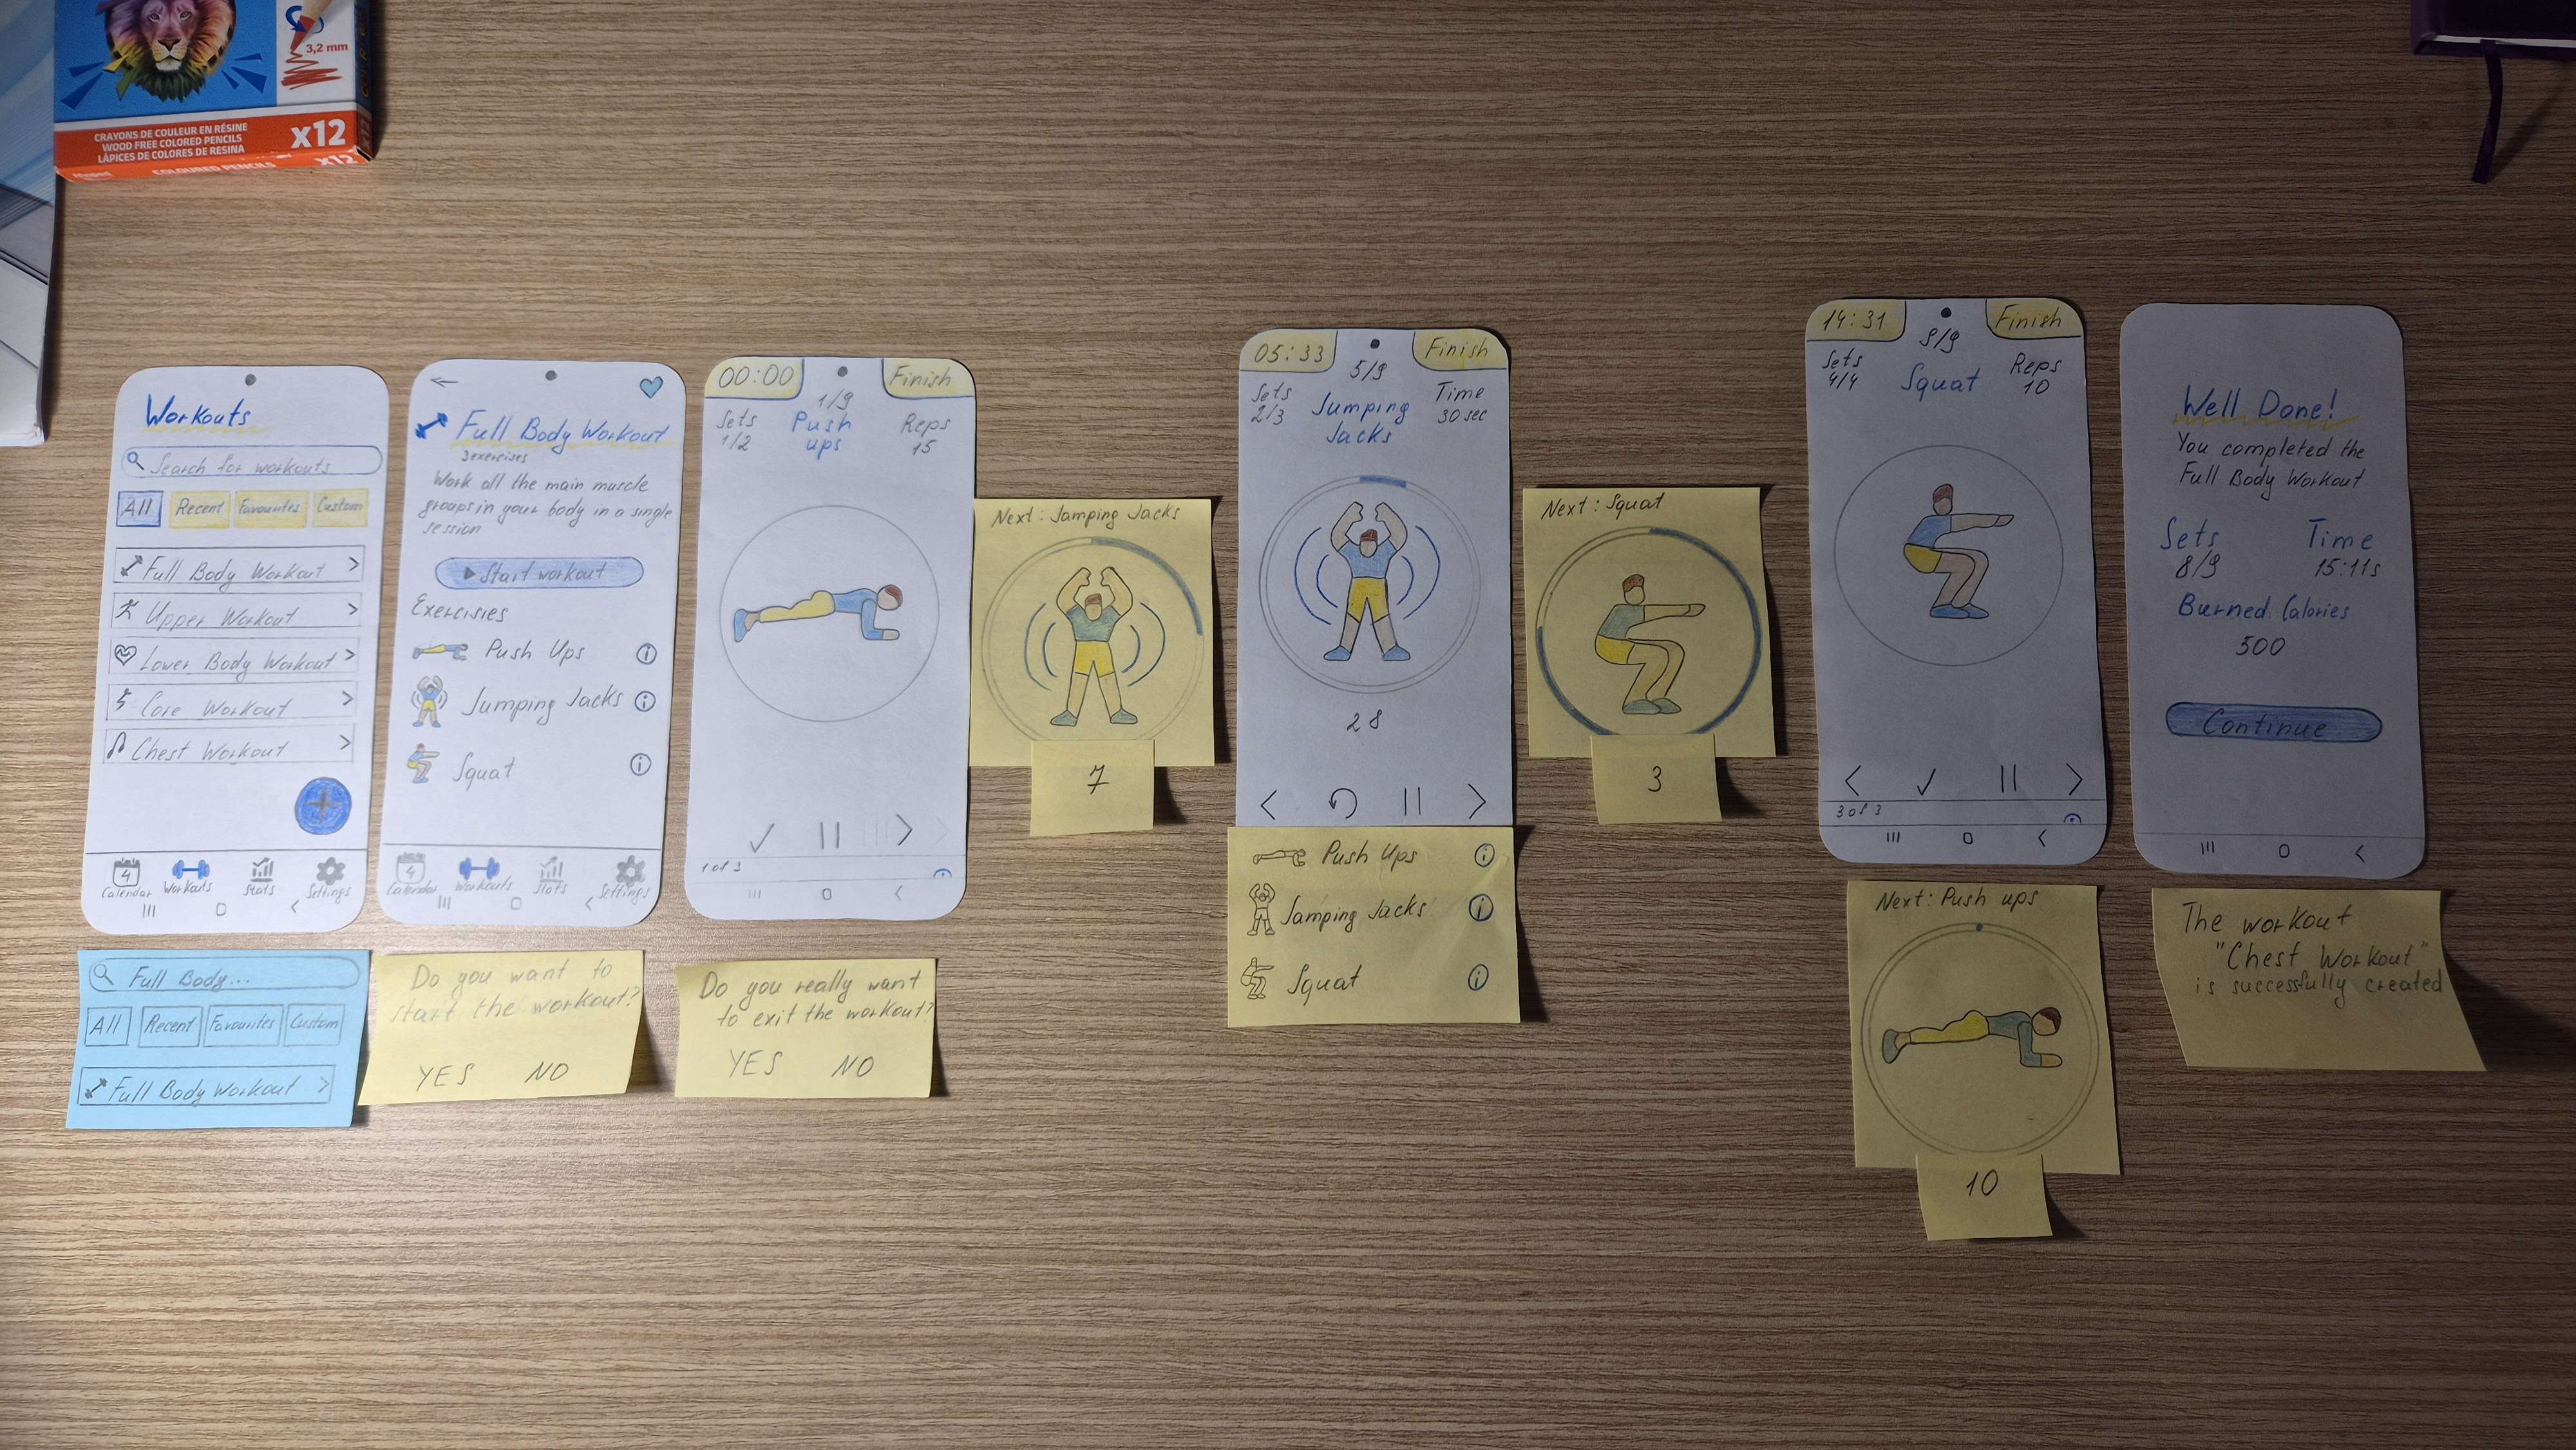 3,2 mm
CRAYONS DE COULEUR EN RÉSINE
WOOD FREE COLORED PENCILS
LÁPICES DE COLORES DE RESINA
x12
COLOURED PENCILS
x12
Workouts
Search for workouts
All Recent Favourites Custom
Full Body Workout >
Upper Workout >
Lower Body Workout >
Core Workout >
Chest Workout >
+
4
Calendar Workouts Stats Settings
Full Body...
All Recent Favourites Custom
Full Body Workout >
Full Body Workout
3 exercises
Work all the main muscle
groups in your body in a single
session
Start workout
Exercisies
Push Ups i
Jumping Jacks i
Squat i
4
Calendar Workouts Stats Settings
Do you want to
start the workout?
YES NO
00:00 Finish
1/9
Sets Push Reps
1/2 ups 15
1 of 3
Do you really want
to exit the workout?
YES NO
Next: Jamping Jacks
7
05:33 Finish
5/9
Sets Jumping Time
2/3 Jacks 30 sec
28
Push Ups i
Jamping Jacks i
Squat i
Next: Squat
3
14:31 Finish
9/9
Sets Squat Reps
4/4 10
3 of 3
Next: Push ups
10
Well Done!
You completed the
Full Body Workout
Sets Time
8/9 15:11s
Burned Calories
500
Continue
The workout
"Chest Workout"
is successfully created